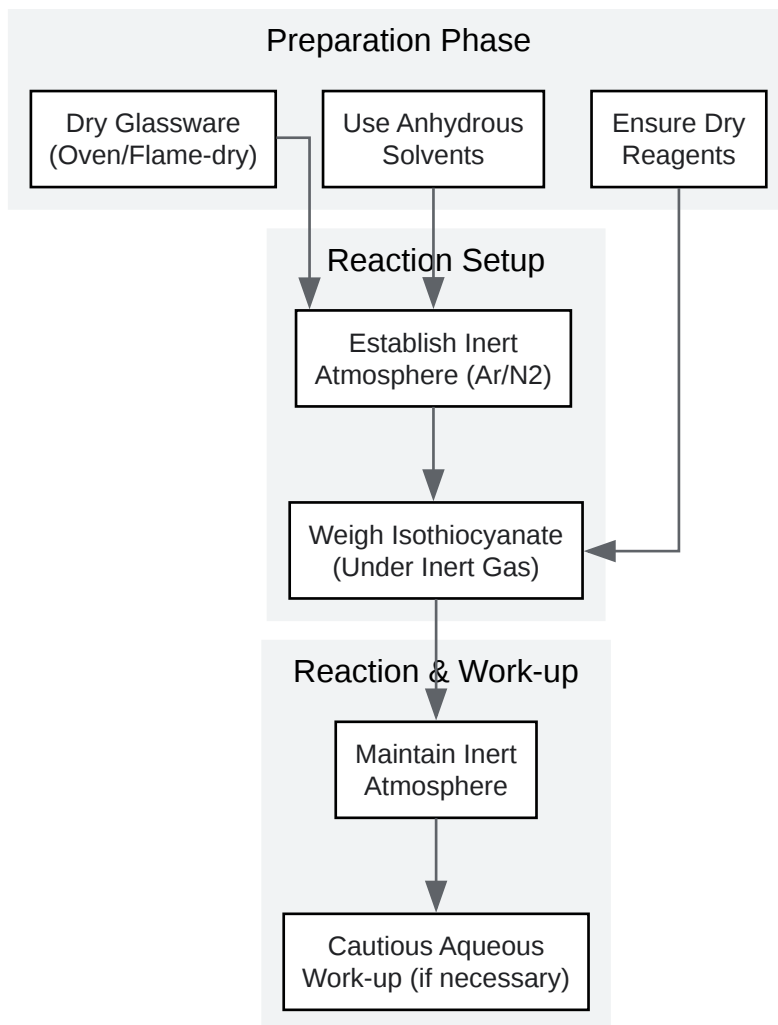 Preparation Phase
Dry Glassware
(Oven/Flame-dry)
Use Anhydrous
Solvents
Ensure Dry
Reagents
Reaction Setup
Establish Inert
Atmosphere (Ar/N2)
Weigh Isothiocyanate
(Under Inert Gas)
Reaction & Work-up
Maintain Inert
Atmosphere
Cautious Aqueous
Work-up (if necessary)